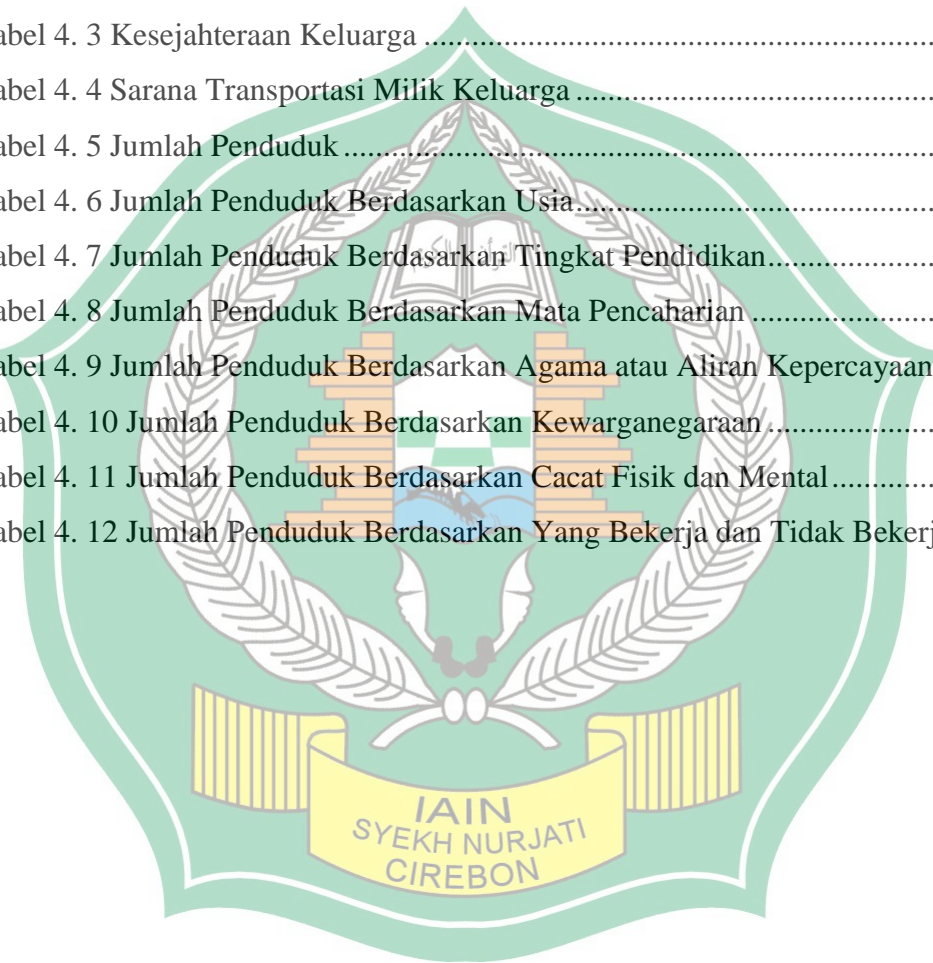 abel 4. 3 Kesejahteraan Keluarga ..................................................................
abel 4. 4 Sarana Transportasi Milik Keluarga ..............................................
abel 4. 5 Jumlah Penduduk ............................................................................
abel 4. 6 Jumlah Penduduk Berdasarkan Usia..............................................
abel 4. 7 Jumlah Penduduk Berdasarkan Tingkat Pendidikan.....................
abel 4. 8 Jumlah Penduduk Berdasarkan Mata Pencaharian .......................
abel 4. 9 Jumlah Penduduk Berdasarkan Agama atau Aliran Kepercayaan
abel 4. 10 Jumlah Penduduk Berdasarkan Kewarganegaraan .....................
abel 4. 11 Jumlah Penduduk Berdasarkan Cacat Fisik dan Mental.............
abel 4. 12 Jumlah Penduduk Berdasarkan Yang Bekerja dan Tidak Bekerj
القرآن الكريم
IAIN
SYEKH NURJATI
CIREBON